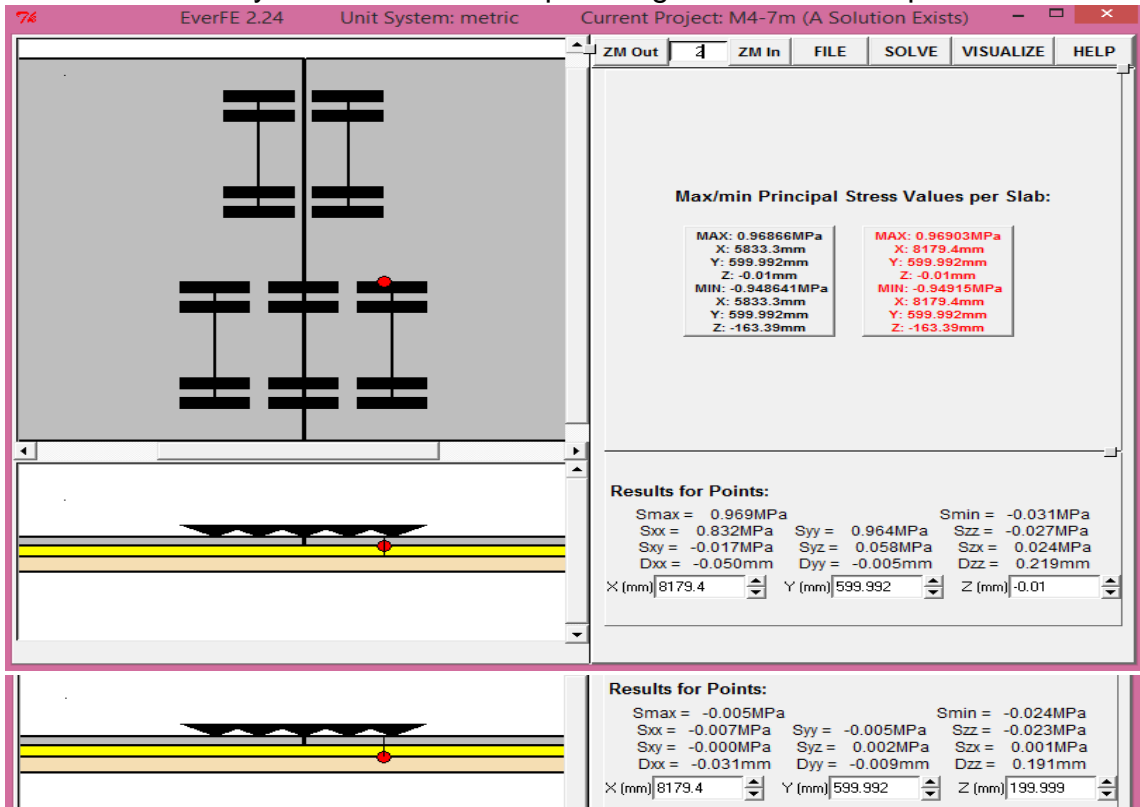 EverFE 2.24 Unit System: metric Current Project: M4-7m (A Solution Exists)
ZM Out 2 ZM In FILE SOLVE VISUALIZE HELP
Max/min Principal Stress Values per Slab:
MAX: 0.96866MPa
X: 5833.3mm
Y: 599.992mm
Z: -0.01mm
MIN: -0.948641MPa
X: 5833.3mm
Y: 599.992mm
Z: -163.39mm
MAX: 0.96903MPa
X: 8179.4mm
Y: 599.992mm
Z: -0.01mm
MIN: -0.94915MPa
X: 8179.4mm
Y: 599.992mm
Z: -163.39mm
Results for Points:
Smax = 0.969MPa Smin = -0.031MPa
Sxx = 0.832MPa Syy = 0.964MPa Szz = -0.027MPa
Sxy = -0.017MPa Syz = 0.058MPa Szx = 0.024MPa
Dxx = -0.050mm Dyy = -0.005mm Dzz = 0.219mm
X (mm) 8179.4 Y (mm) 599.992 Z (mm) -0.01
Results for Points:
Smax = -0.005MPa Smin = -0.024MPa
Sxx = -0.007MPa Syy = -0.005MPa Szz = -0.023MPa
Sxy = -0.000MPa Syz = 0.002MPa Szx = 0.001MPa
Dxx = -0.031mm Dyy = -0.009mm Dzz = 0.191mm
X (mm) 8179.4 Y (mm) 599.992 Z (mm) 199.999